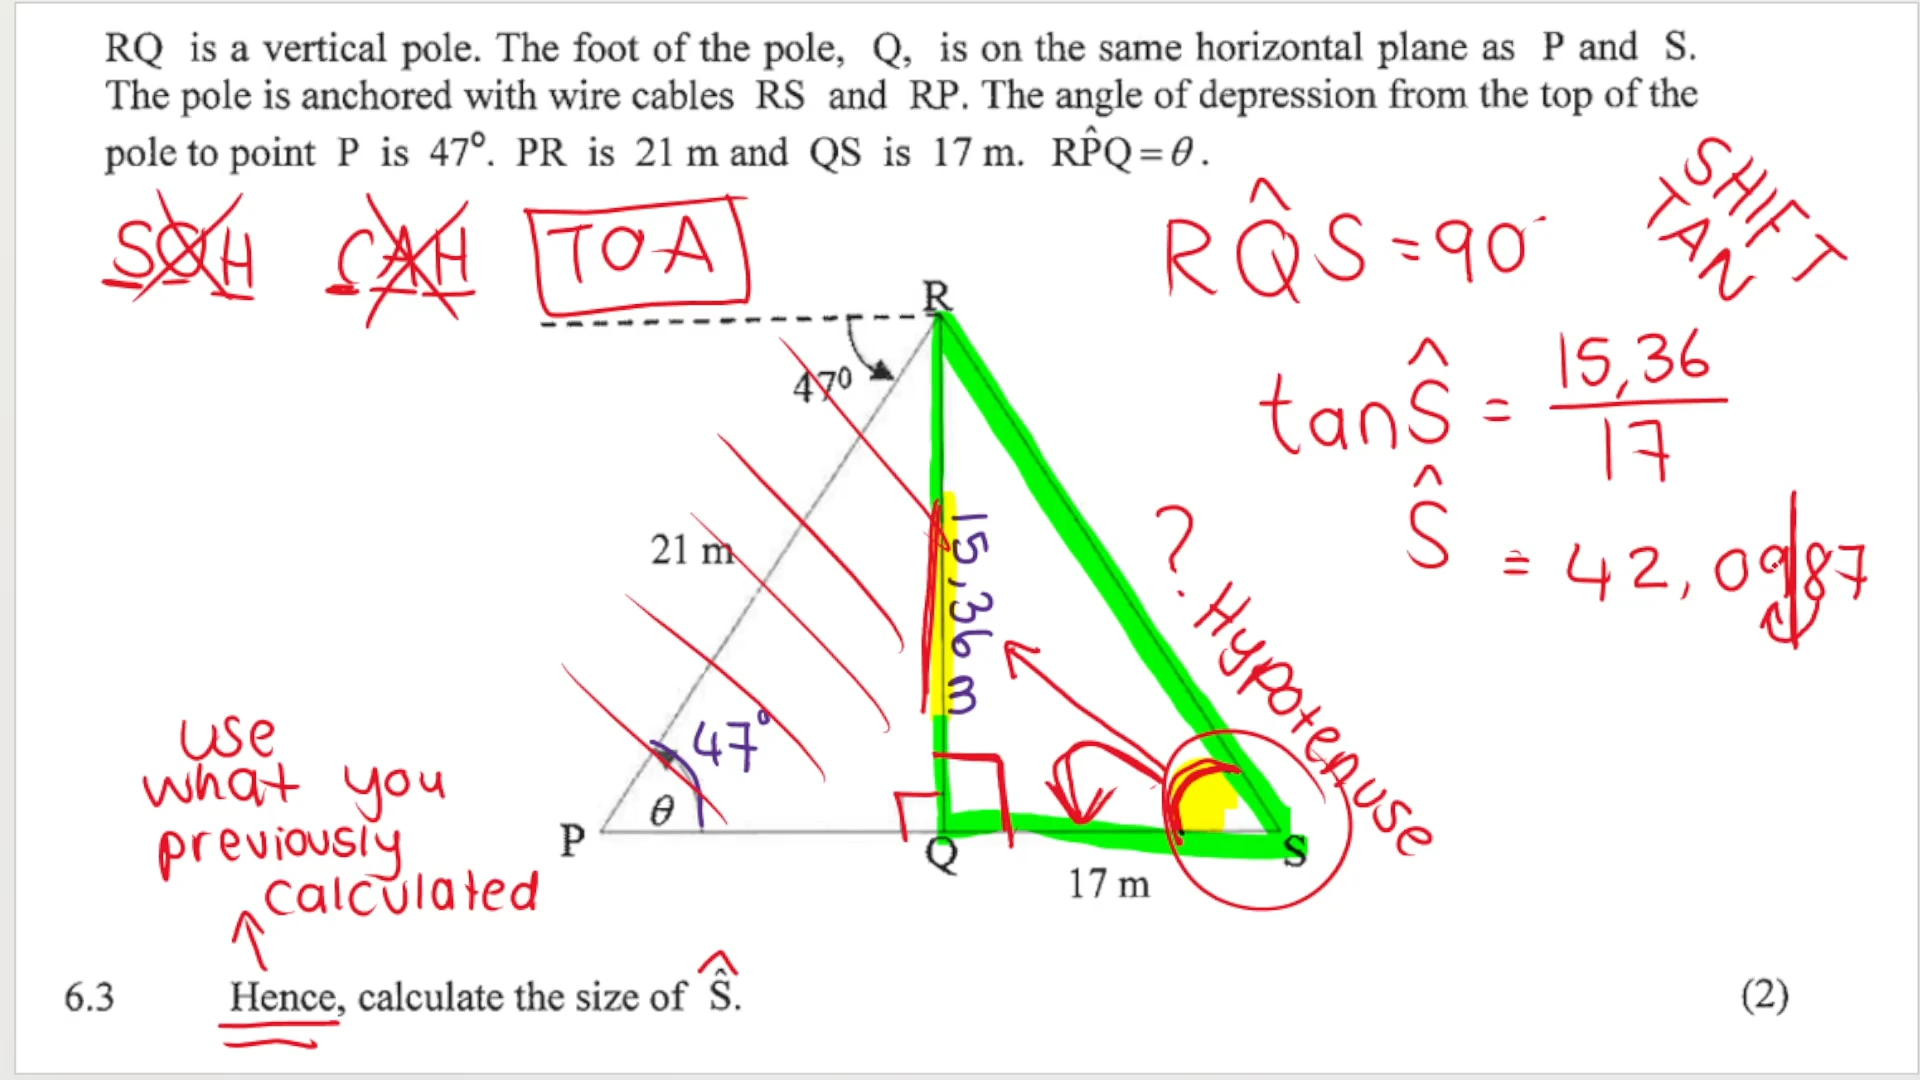 RQ is a vertical pole. The foot of the pole, Q, is on the same horizontal plane as P and S.
The pole is anchored with wire cables RS and RP. The angle of depression from the top of the
pole to point P is 47⁰. PR is 21 m and QS is 17 m. RP̂Q = θ.
SOH CAH TOA
RQ̂S = 90°
SHIFT
TAN
R
47⁰
tan Ŝ = 15,36
17
Ŝ = 42,0987
21 m
15,36 m
? Hypotenuse
47°
θ
P
Q
S
17 m
use
what you
previously
calculated
6.3 Hence, calculate the size of Ŝ. (2)